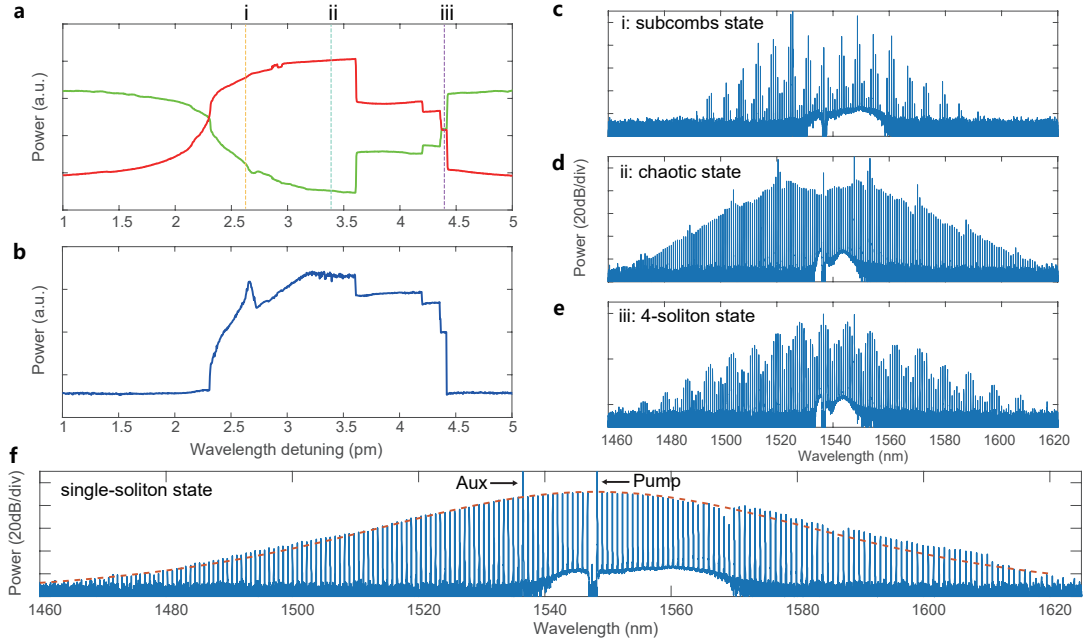 a
i ii iii
Power (a.u.)
1 1.5 2 2.5 3 3.5 4 4.5 5
b
Power (a.u.)
1 1.5 2 2.5 3 3.5 4 4.5 5
Wavelength detuning (pm)
c
i: subcombs state
d
ii: chaotic state
Power (20dB/div)
e
iii: 4-soliton state
1460 1480 1500 1520 1540 1560 1580 1600 1620
Wavelength (nm)
f
single-soliton state
Aux
Pump
Power (20dB/div)
1460 1480 1500 1520 1540 1560 1580 1600 1620
Wavelength (nm)